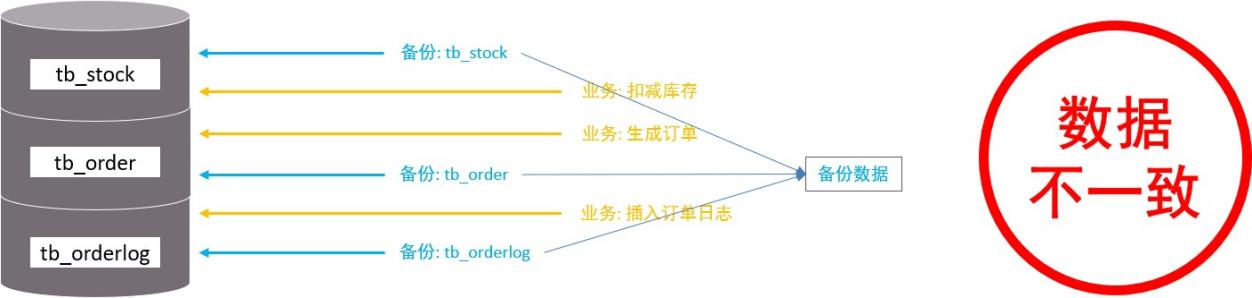 tb_stock
tb_order
tb_orderlog
备份: tb_stock
业务: 扣减库存
业务: 生成订单
备份: tb_order
业务: 插入订单日志
备份: tb_orderlog
备份数据
数据
不一致